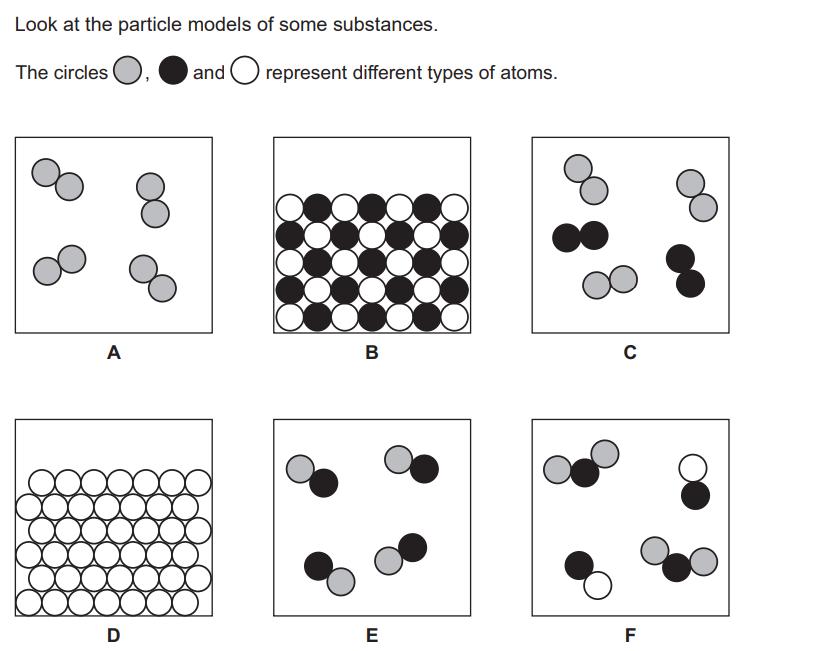 Look at the particle models of some substances.
The circles , and represent different types of atoms.
A
B
C
D
E
F